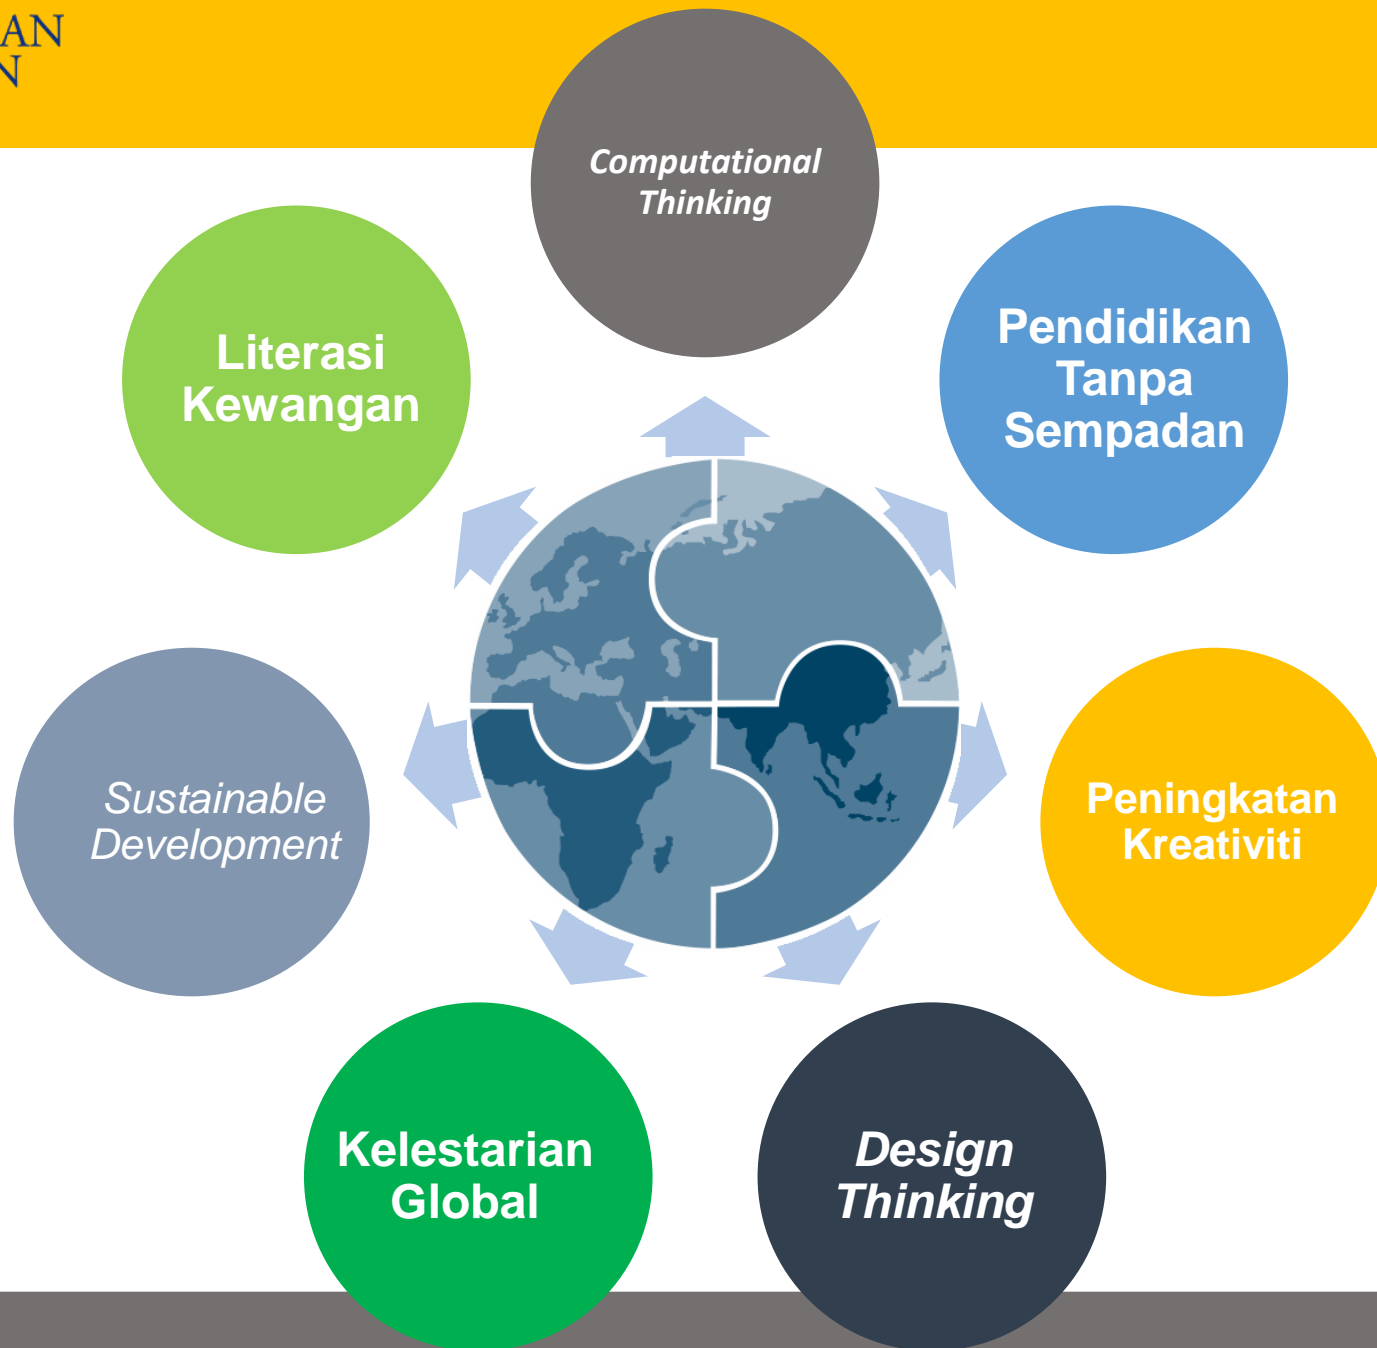 AN
N
Computational
Thinking
Pendidikan
Tanpa
Sempadan
Peningkatan
Kreativiti
Design
Thinking
Kelestarian
Global
Sustainable
Development
Literasi
Kewangan